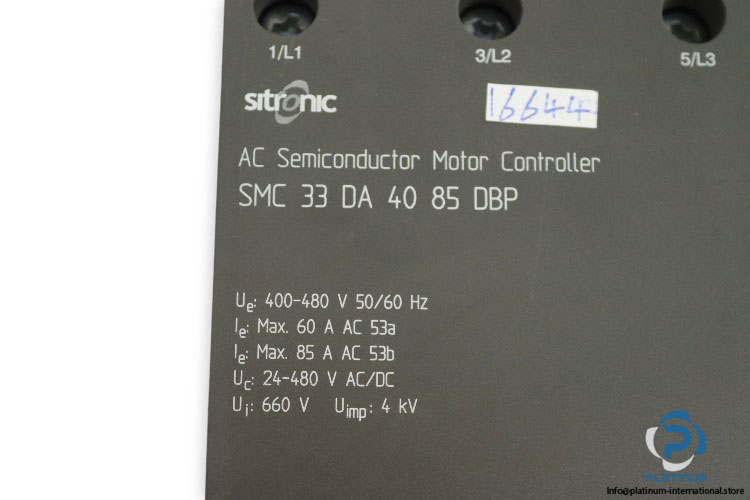 1/L1 3/L2 5/L3
sitronic
16644
AC Semiconductor Motor Controller
SMC 33 DA 40 85 DBP
Ue: 400-480 V 50/60 Hz
Ie: Max. 60 A AC 53a
Ie: Max. 85 A AC 53b
Uc: 24-480 V AC/DC
Ui: 660 V Uimp: 4 kV
PLATINUM
Info@platinum-international.store